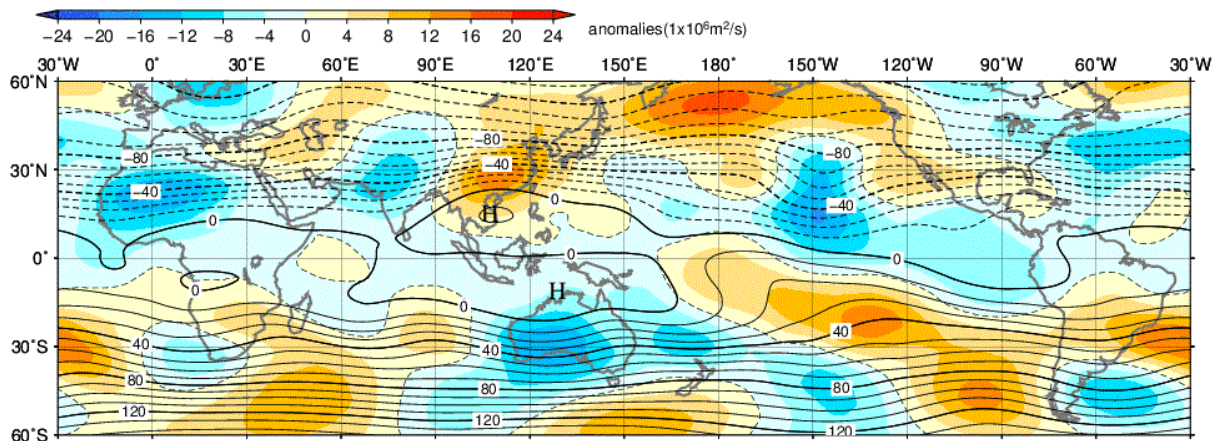 -24 -20 -16 -12 -8 -4 0 4 8 12 16 20 24
anomalies(1x10⁶m²/s)
30˚W 0˚ 30˚E 60˚E 90˚E 120˚E 150˚E 180˚ 150˚W 120˚W 90˚W 60˚W 30˚W
60˚N
-80 -80 -80
30˚N
-40 -40 -40
H
0 0
0˚
0 0
0 H 0
40
30˚S
40 40
80 80 80
120 120 120
60˚S